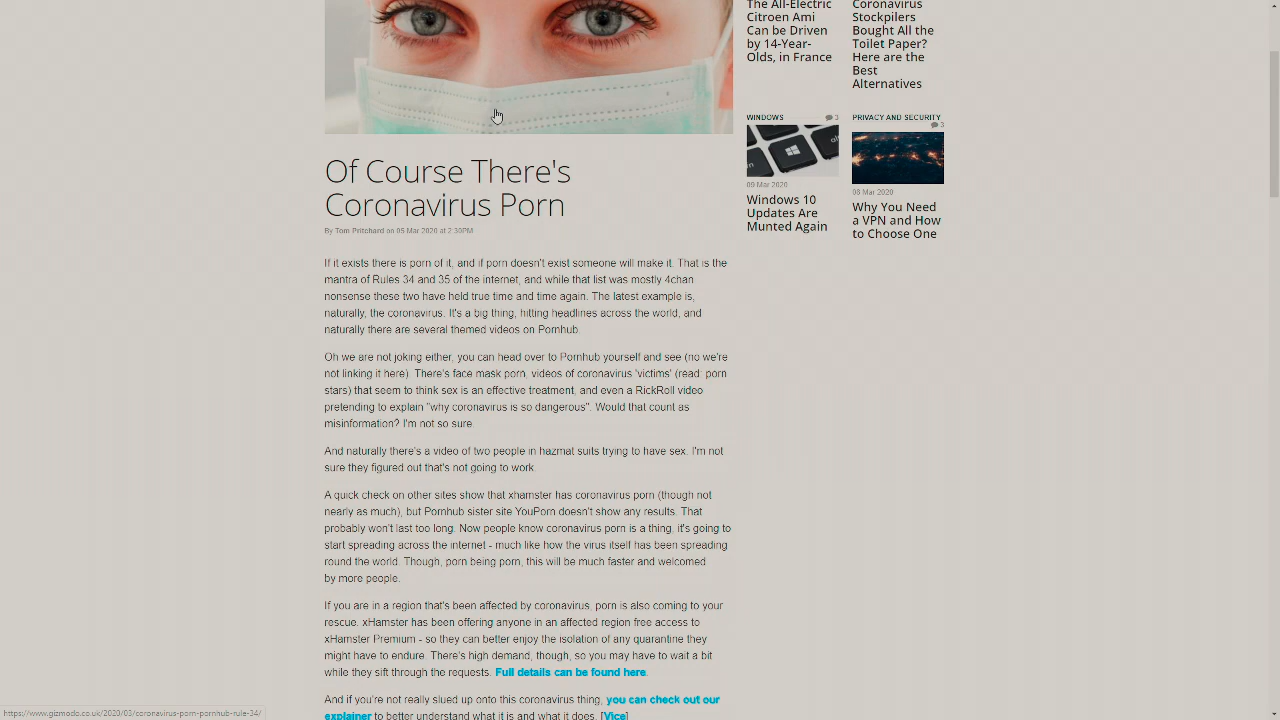 The All-Electric
Citroen Ami
Can be Driven
by 14-Year-
Olds, in France
Coronavirus
Stockpilers
Bought All the
Toilet Paper?
Here are the
Best
Alternatives
WINDOWS 3
09 Mar 2020
Windows 10
Updates Are
Munted Again
PRIVACY AND SECURITY
3
08 Mar 2020
Why You Need
a VPN and How
to Choose One
Of Course There's
Coronavirus Porn
By Tom Pritchard on 05 Mar 2020 at 2:30PM
If it exists there is porn of it, and if porn doesn't exist someone will make it. That is the
mantra of Rules 34 and 35 of the internet, and while that list was mostly 4chan
nonsense these two have held true time and time again. The latest example is,
naturally, the coronavirus. It's a big thing, hitting headlines across the world, and
naturally there are several themed videos on Pornhub.
Oh we are not joking either, you can head over to Pornhub yourself and see (no we're
not linking it here). There's face mask porn, videos of coronavirus 'victims' (read: porn
stars) that seem to think sex is an effective treatment, and even a RickRoll video
pretending to explain "why coronavirus is so dangerous". Would that count as
misinformation? I'm not so sure.
And naturally there's a video of two people in hazmat suits trying to have sex. I'm not
sure they figured out that's not going to work.
A quick check on other sites show that xhamster has coronavirus porn (though not
nearly as much), but Pornhub sister site YouPorn doesn't show any results. That
probably won't last too long. Now people know coronavirus porn is a thing, it's going to
start spreading across the internet - much like how the virus itself has been spreading
round the world. Though, porn being porn, this will be much faster and welcomed
by more people.
If you are in a region that's been affected by coronavirus, porn is also coming to your
rescue. xHamster has been offering anyone in an affected region free access to
xHamster Premium - so they can better enjoy the isolation of any quarantine they
might have to endure. There's high demand, though, so you may have to wait a bit
while they sift through the requests. Full details can be found here.
And if you're not really slued up onto this coronavirus thing, you can check out our
explainer to better understand what it is and what it does. [Vice]
https://www.gizmodo.co.uk/2020/03/coronavirus-porn-pornhub-rule-34/